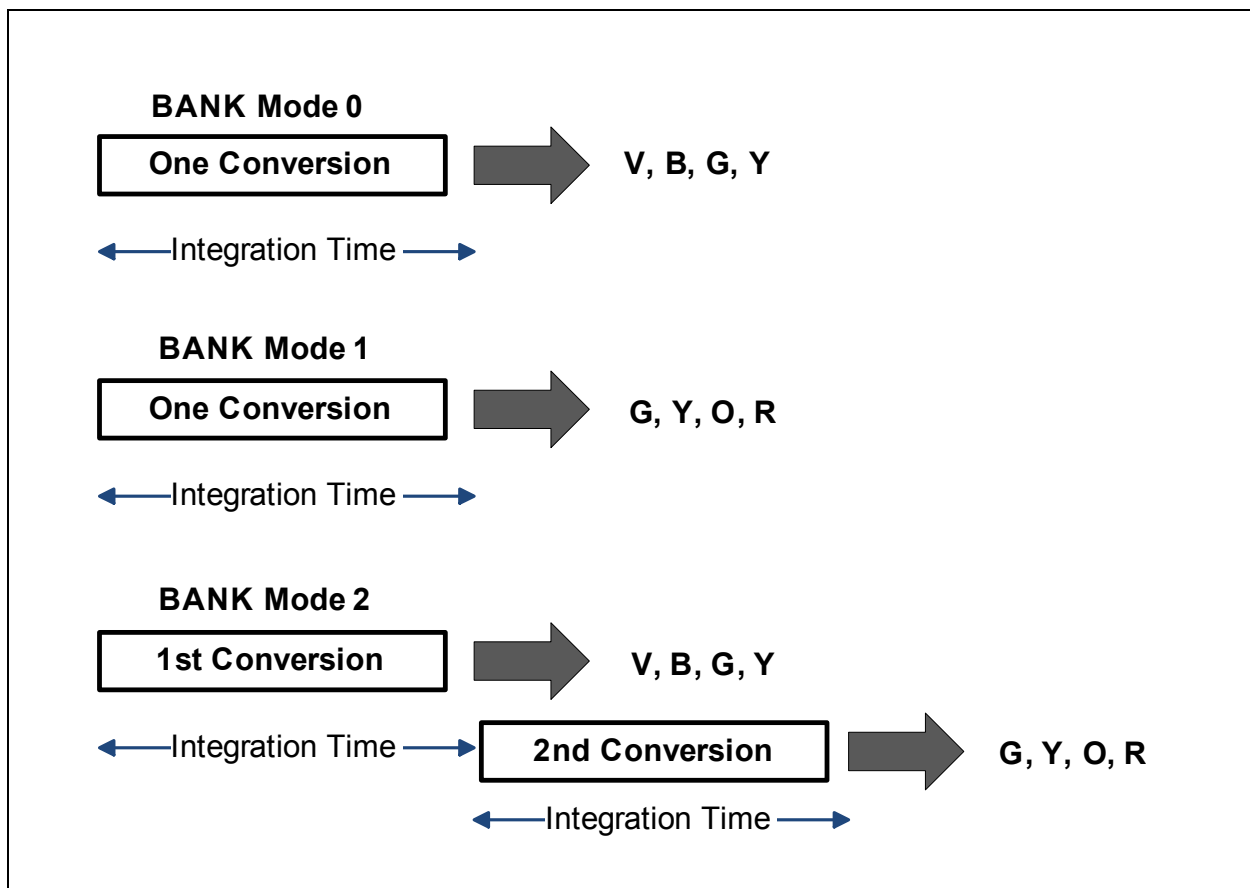 BANK Mode 0
One Conversion
V, B, G, Y
Integration Time
BANK Mode 1
One Conversion
G, Y, O, R
Integration Time
BANK Mode 2
1st Conversion
V, B, G, Y
Integration Time
2nd Conversion
G, Y, O, R
Integration Time